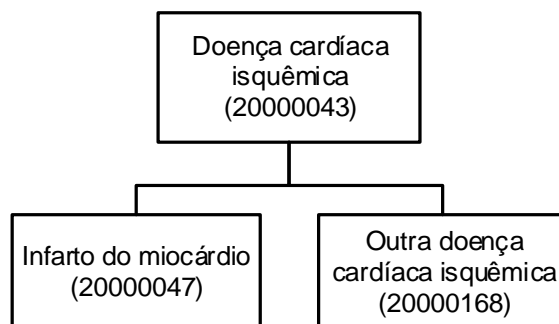 Doença cardíaca
isquêmica
(20000043)
Infarto do miocárdio
(20000047)
Outra doença
cardíaca isquêmica
(20000168)